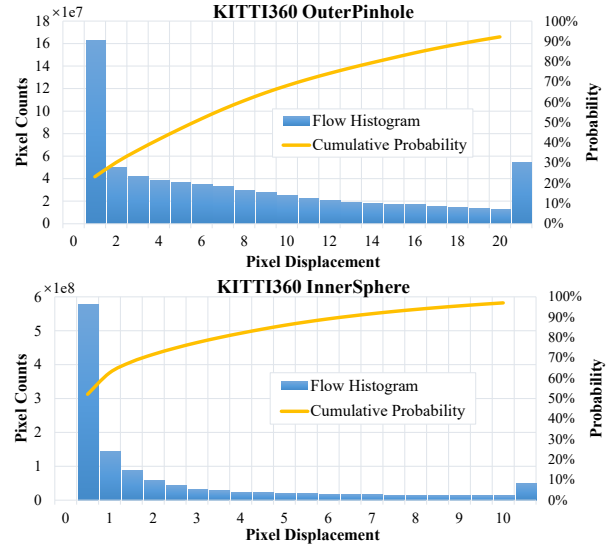 KITTI360 OuterPinhole
18 ×e7
16
14
12
10
8
6
4
2
0
Pixel Counts
100%
90%
80%
70%
60%
50%
40%
30%
20%
10%
0%
Probability
Flow Histogram
Cumulative Probability
0 2 4 6 8 10 12 14 16 18 20
Pixel Displacement
KITTI360 InnerSphere
6 ×e8
5
4
3
2
1
0
Pixel Counts
100%
90%
80%
70%
60%
50%
40%
30%
20%
10%
0%
Probability
Flow Histogram
Cumulative Probability
0 1 2 3 4 5 6 7 8 9 10
Pixel Displacement